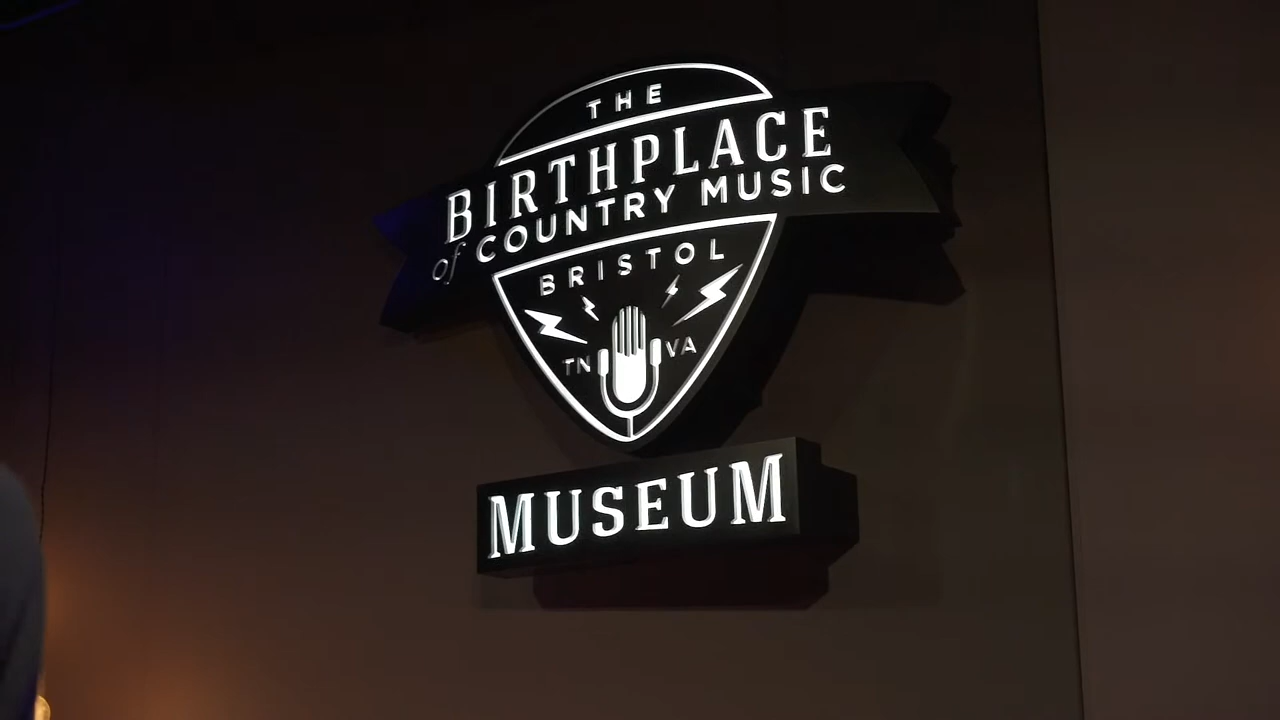 THE
BIRTHPLACE
of COUNTRY MUSIC
BRISTOL
TN VA
MUSEUM